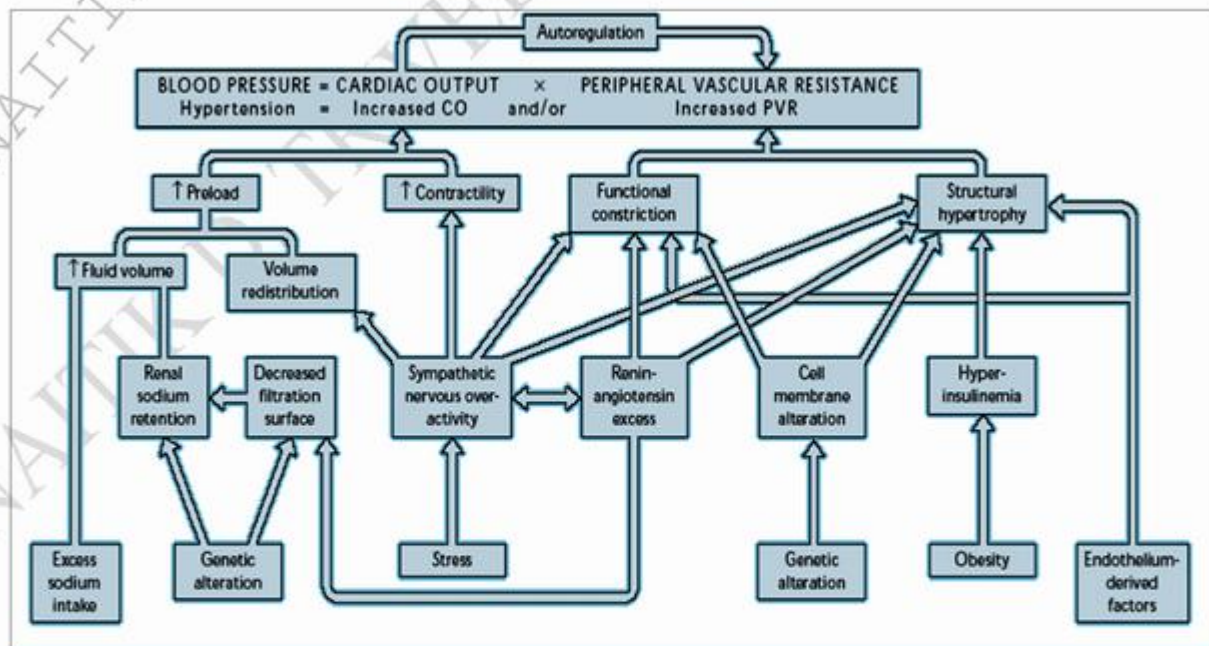 Autoregulation
BLOOD PRESSURE = CARDIAC OUTPUT × PERIPHERAL VASCULAR RESISTANCE
Hypertension = Increased CO and/or Increased PVR
↑ Preload
↑ Contractility
Functional
constriction
Structural
hypertrophy
↑ Fluid volume
Volume
redistribution
Renal
sodium
retention
Decreased
filtration
surface
Sympathetic
nervous over-
activity
Renin-
angiotensin
excess
Cell
membrane
alteration
Hyper-
insulinemia
Excess
sodium
intake
Genetic
alteration
Stress
Genetic
alteration
Obesity
Endothelium-
derived
factors